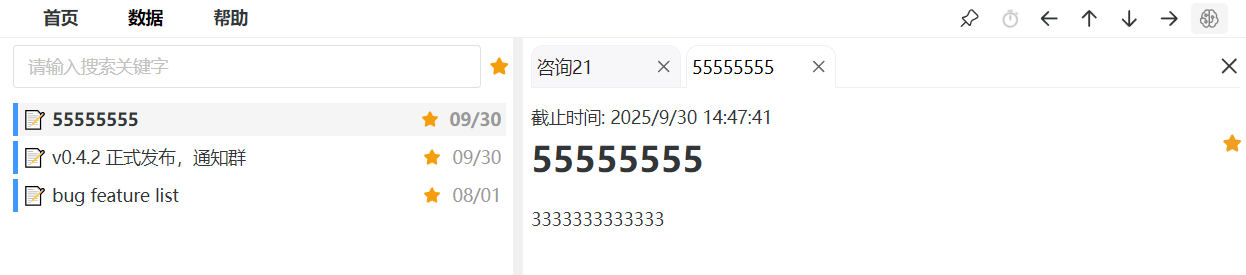 首页 数据 帮助
请输入搜索关键字
55555555 09/30
v0.4.2 正式发布，通知群 09/30
bug feature list 08/01
咨询21 55555555
截止时间: 2025/9/30 14:47:41
55555555
3333333333333